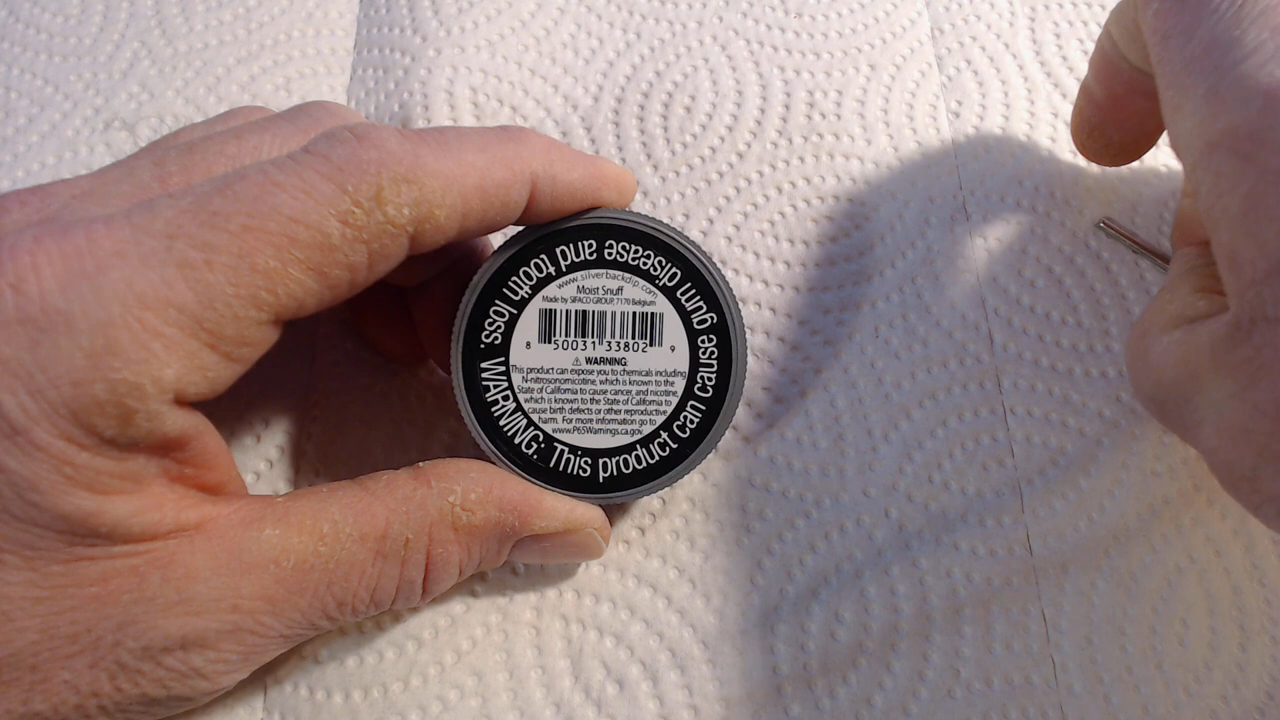 WARNING: This product can cause gum disease and tooth loss.
www.silverbackdip.com
Moist Snuff
Made by SIFACO GROUP, 7170 Belgium
8 50031 33802 9
⚠ WARNING:
This product can expose you to chemicals including
N-nitrosonornicotine, which is known to the
State of California to cause cancer, and nicotine,
which is known to the State of California to
cause birth defects or other reproductive
harm. For more information go to
www.P65Warnings.ca.gov.